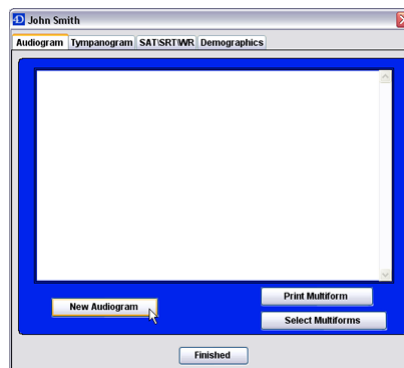 John Smith
Audiogram Tympanogram SAT\SRT\WR Demographics
Print Multiform
New Audiogram
Select Multiforms
Finished